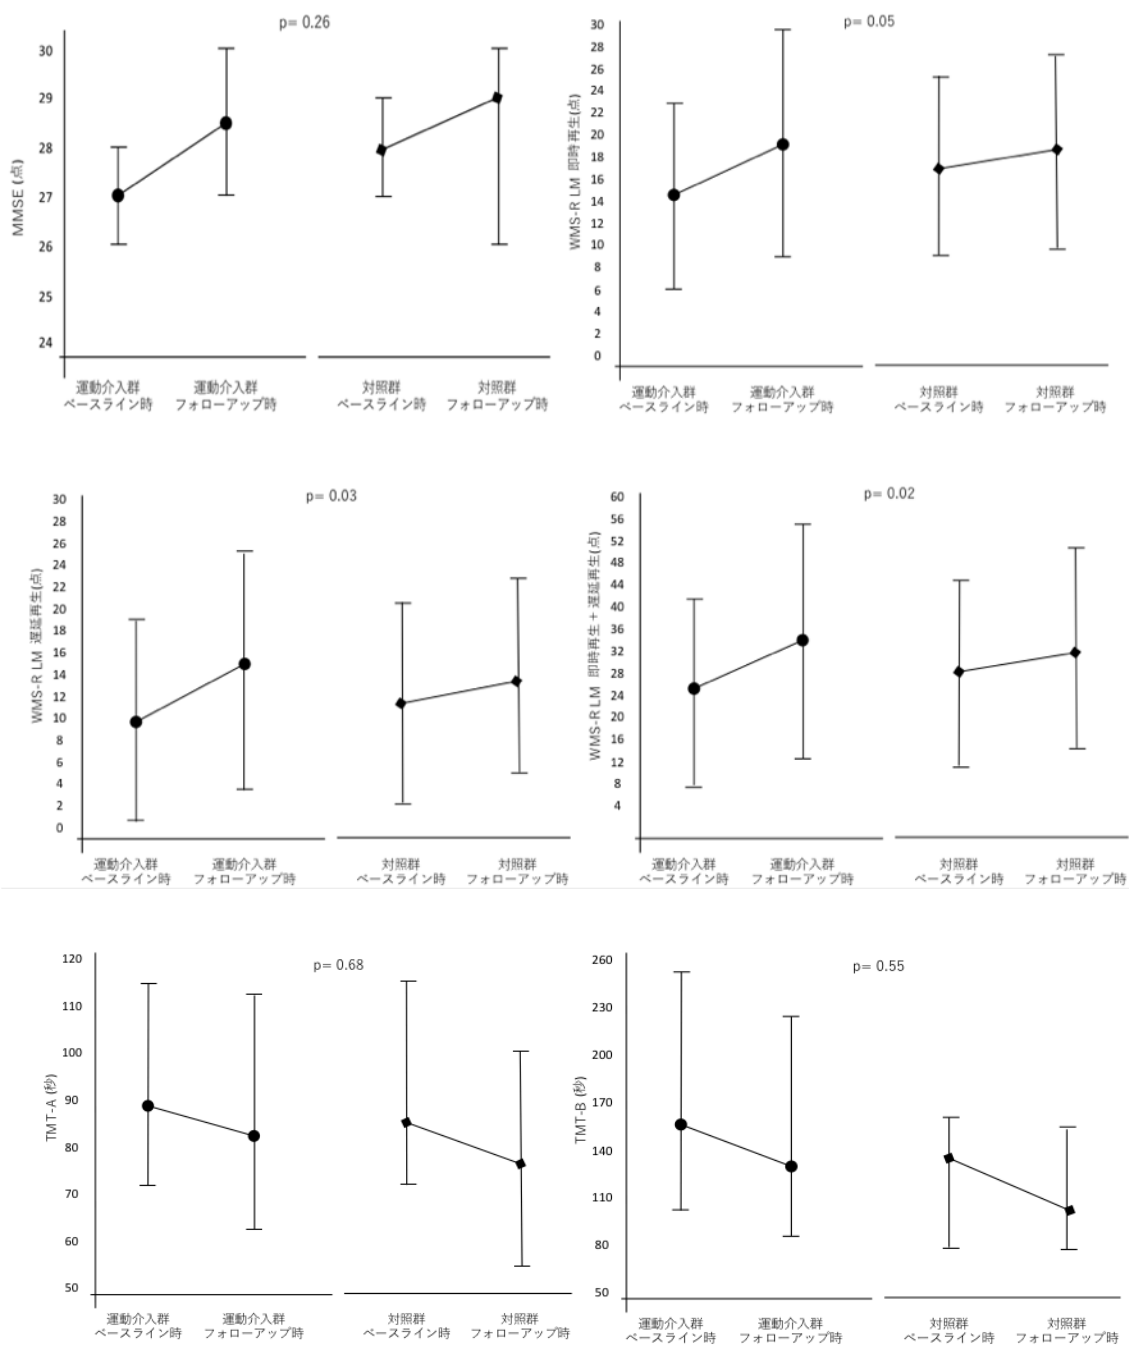 p= 0.26
MMSE (点)
30
29
28
27
26
25
24
運動介入群
ベースライン時
運動介入群
フォローアップ時
対照群
ベースライン時
対照群
フォローアップ時
p= 0.05
WMS-R LM 即時再生(点)
30
28
26
24
22
20
18
16
14
12
10
8
6
4
2
0
運動介入群
ベースライン時
運動介入群
フォローアップ時
対照群
ベースライン時
対照群
フォローアップ時
p= 0.03
WMS-R LM 遅延再生(点)
30
28
26
24
22
20
18
16
14
12
10
8
6
4
2
0
運動介入群
ベースライン時
運動介入群
フォローアップ時
対照群
ベースライン時
対照群
フォローアップ時
p= 0.02
WMS-R LM 即時再生 + 遅延再生(点)
60
56
52
48
44
40
36
32
28
24
20
16
12
8
4
運動介入群
ベースライン時
運動介入群
フォローアップ時
対照群
ベースライン時
対照群
フォローアップ時
p= 0.68
TMT-A (秒)
120
110
100
90
80
70
60
50
運動介入群
ベースライン時
運動介入群
フォローアップ時
対照群
ベースライン時
対照群
フォローアップ時
p= 0.55
TMT-B (秒)
260
230
200
170
140
110
80
50
運動介入群
ベースライン時
運動介入群
フォローアップ時
対照群
ベースライン時
対照群
フォローアップ時